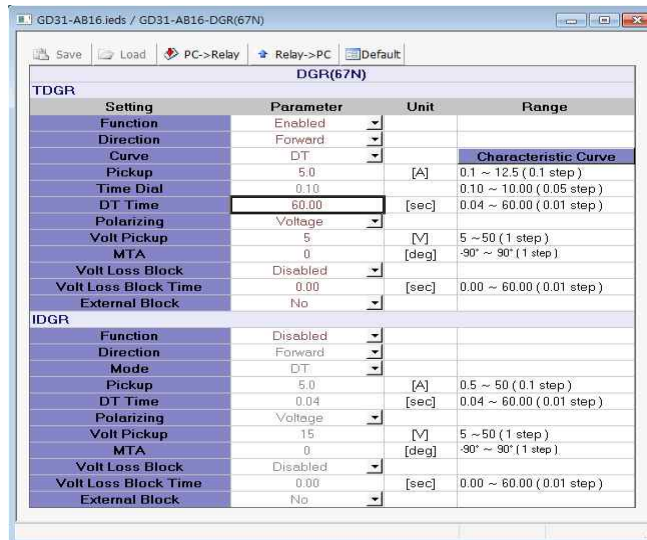 GD31-AB16.ieds / GD31-AB16-DGR(67N)
Save Load PC->Relay Relay->PC Default
DGR(67N)
TDGR
Setting Parameter Unit Range
Function Enabled
Direction Forward
Curve DT Characteristic Curve
Pickup 5.0 [A] 0.1 ~ 12.5 ( 0.1 step )
Time Dial 0.10 0.10 ~ 10.00 ( 0.05 step )
DT Time 60.00 [sec] 0.04 ~ 60.00 ( 0.01 step )
Polarizing Voltage
Volt Pickup 5 [V] 5 ~ 50 ( 1 step )
MTA 0 [deg] -90° ~ 90° ( 1 step )
Volt Loss Block Disabled
Volt Loss Block Time 0.00 [sec] 0.00 ~ 60.00 ( 0.01 step )
External Block No
IDGR
Function Disabled
Direction Forward
Mode DT
Pickup 5.0 [A] 0.5 ~ 50 ( 0.1 step )
DT Time 0.04 [sec] 0.04 ~ 60.00 ( 0.01 step )
Polarizing Voltage
Volt Pickup 15 [V] 5 ~ 50 ( 1 step )
MTA 0 [deg] -90° ~ 90° ( 1 step )
Volt Loss Block Disabled
Volt Loss Block Time 0.00 [sec] 0.00 ~ 60.00 ( 0.01 step )
External Block No